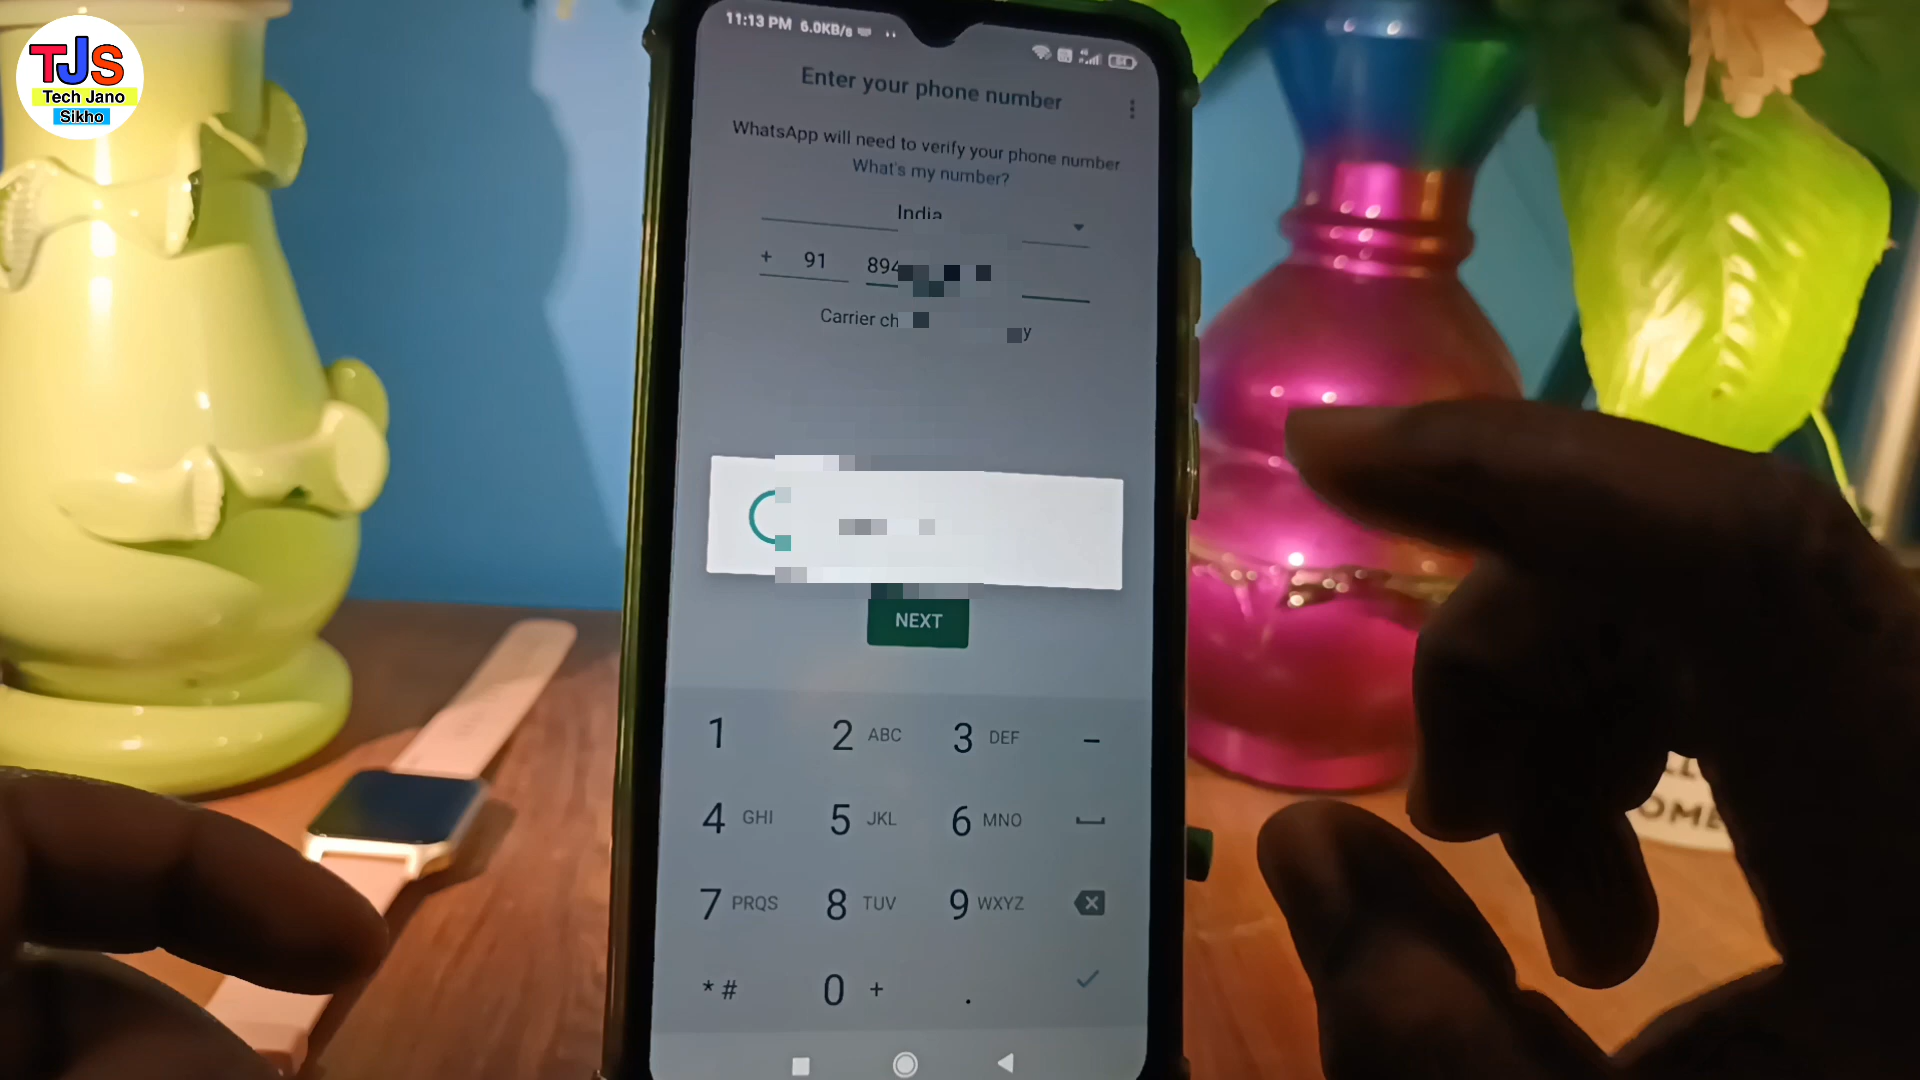 TJS
Tech Jano
Sikho
11:13 PM 6.0KB/s
Enter your phone number
WhatsApp will need to verify your phone number
What's my number?
India
+ 91 894
Carrier ch
y
NEXT
1 2 ABC 3 DEF -
4 GHI 5 JKL 6 MNO
7 PRQS 8 TUV 9 WXYZ
* # 0 + .
OME